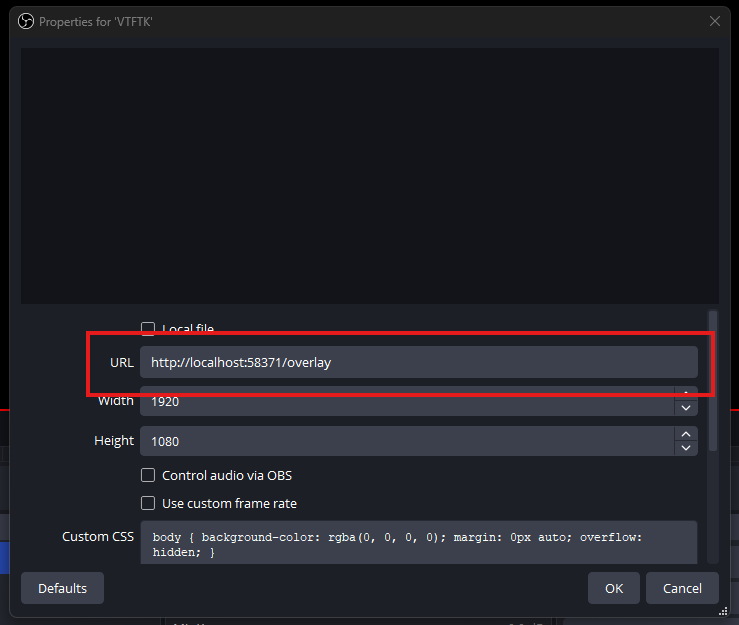 Properties for 'VTFTK'
Local file
URL
http://localhost:58371/overlay
Width
1920
Height
1080
Control audio via OBS
Use custom frame rate
Custom CSS
body { background-color: rgba(0, 0, 0, 0); margin: 0px auto; overflow:
hidden; }
Defaults
OK
Cancel